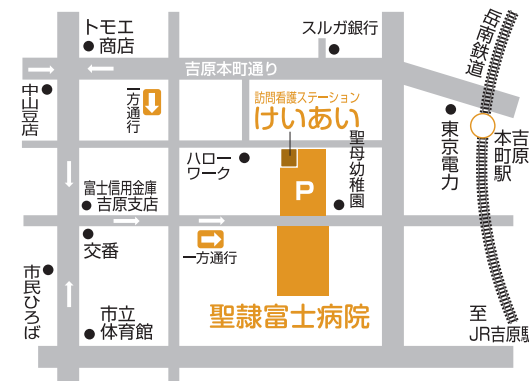 トモエ
商店
スルガ銀行
岳南鉄道
吉原本町通り
中山豆店
一方通行
訪問看護ステーション
けいあい
東京電力
吉原
本町駅
聖母幼稚園
ハロー
ワーク
P
富士信用金庫
吉原支店
交番
一方通行
市民ひろば
市立
体育館
聖隷富士病院
至
JR吉原駅